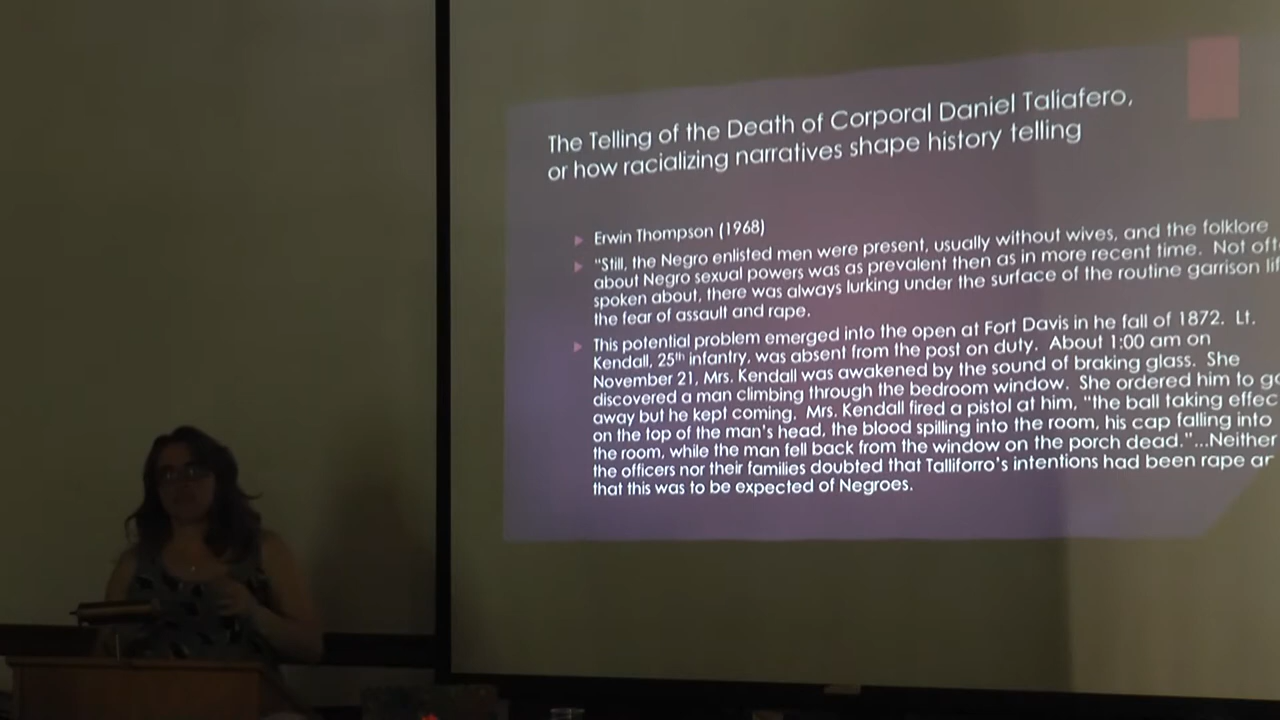 The Telling of the Death of Corporal Daniel Taliafero,
or how racializing narratives shape history telling
Erwin Thompson (1968)
"Still, the Negro enlisted men were present, usually without wives, and the folklore
about Negro sexual powers was as prevalent then as in more recent time. Not oft
spoken about, there was always lurking under the surface of the routine garrison lif
the fear of assault and rape.
This potential problem emerged into the open at Fort Davis in he fall of 1872. Lt.
Kendall, 25th infantry, was absent from the post on duty. About 1:00 am on
November 21, Mrs. Kendall was awakened by the sound of braking glass. She
discovered a man climbing through the bedroom window. She ordered him to go
away but he kept coming. Mrs. Kendall fired a pistol at him, "the ball taking effec
on the top of the man's head, the blood spilling into the room, his cap falling into
the room, while the man fell back from the window on the porch dead."...Neither
the officers nor their families doubted that Talliforro's intentions had been rape an
that this was to be expected of Negroes.